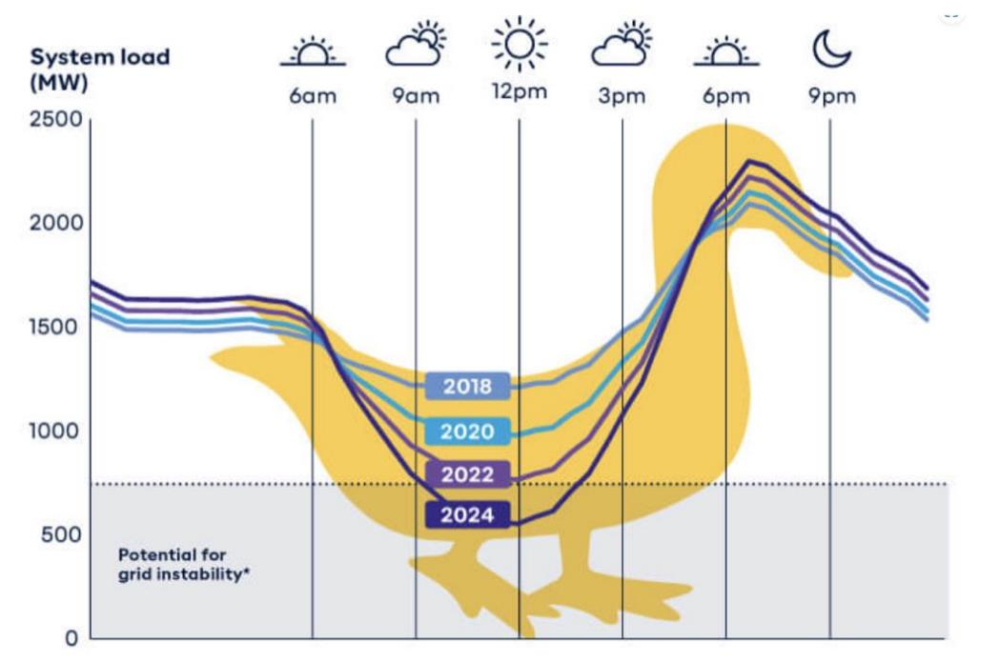 System load
(MW)
6am
9am
12pm
3pm
6pm
9pm
2500
2000
1500
1000
500
0
2018
2020
2022
2024
Potential for
grid instability*